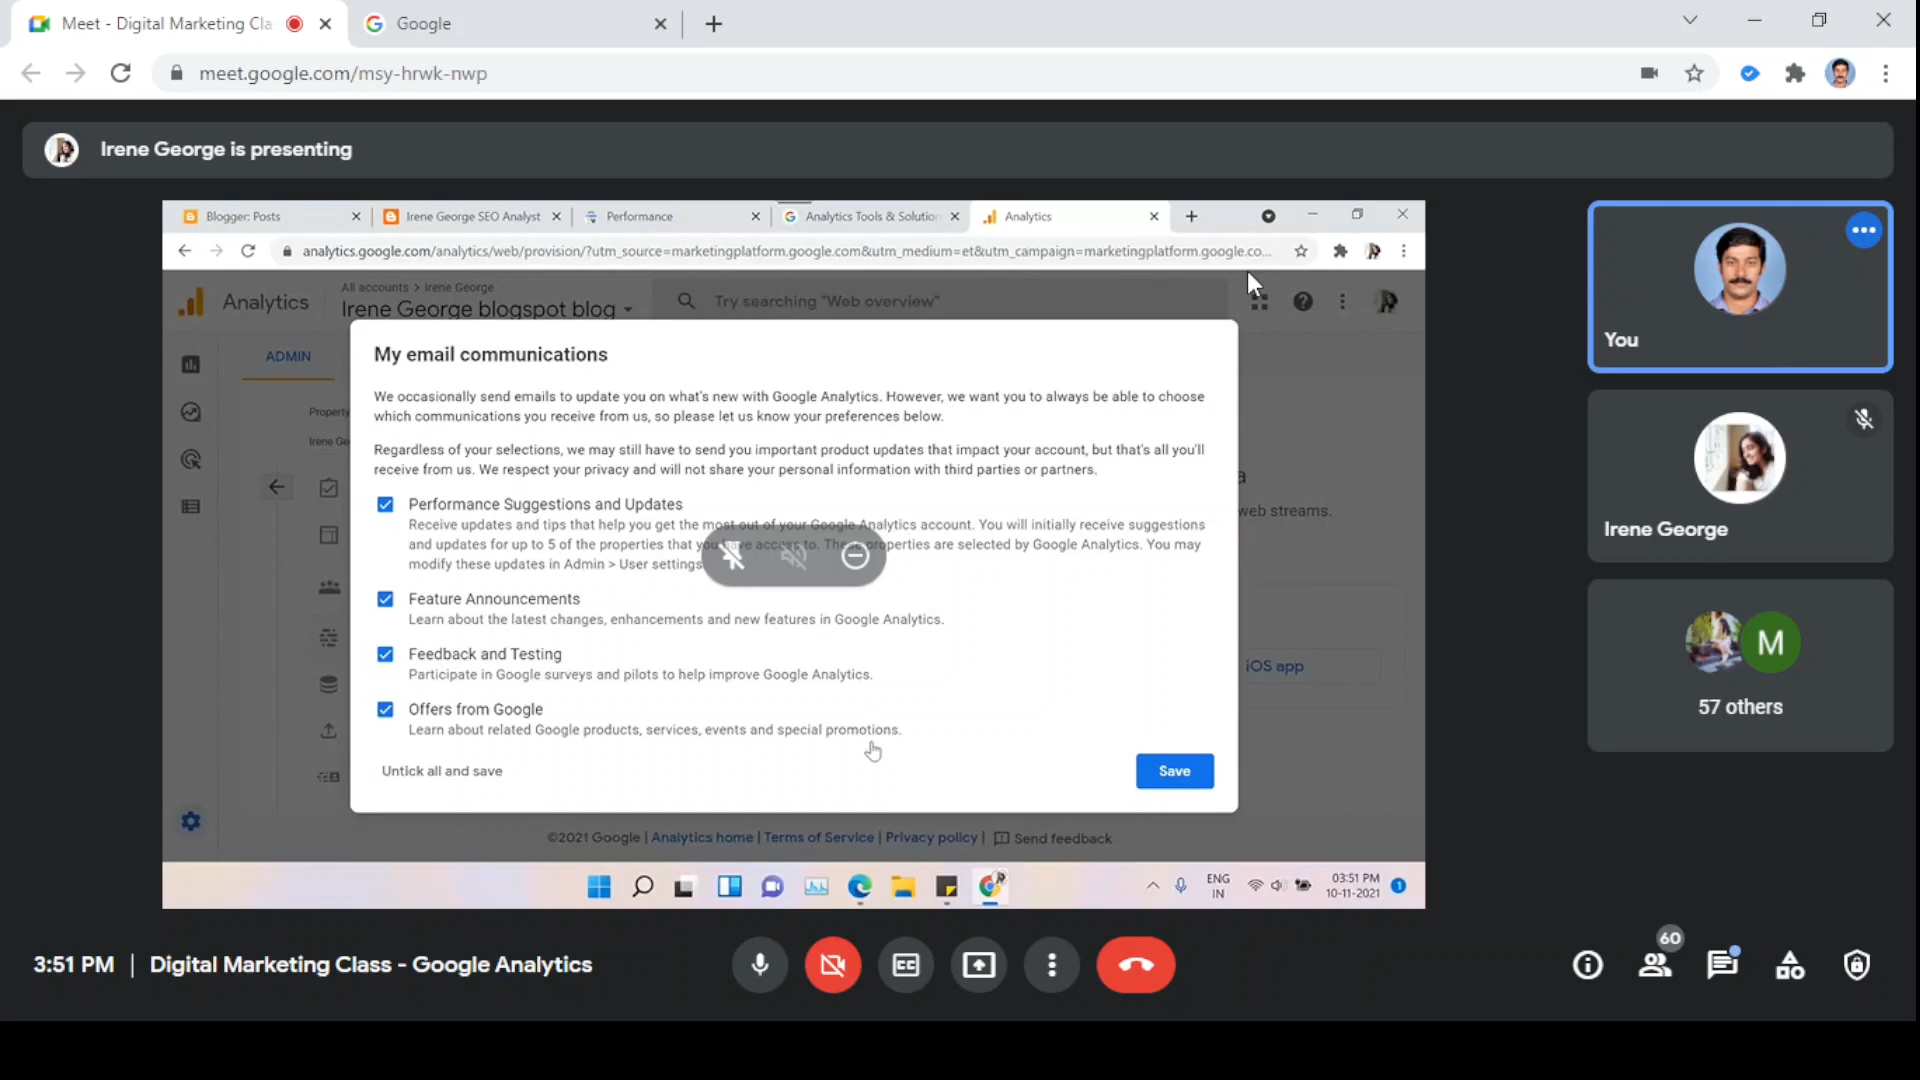 Meet - Digital Marketing Cla
Google
meet.google.com/msy-hrwk-nwp
Irene George is presenting
Blogger: Posts
Irene George SEO Analyst
Performance
Analytics Tools & Solution
Analytics
analytics.google.com/analytics/web/provision/?utm_source=marketingplatform.google.com&utm_medium=et&utm_campaign=marketingplatform.google.co...
Analytics
All accounts > Irene George
Irene George blogspot blog
Try searching "Web overview"
ADMIN
Property
Irene Ge
a
web streams.
iOS app
My email communications
We occasionally send emails to update you on what's new with Google Analytics. However, we want you to always be able to choose
which communications you receive from us, so please let us know your preferences below.
Regardless of your selections, we may still have to send you important product updates that impact your account, but that's all you'll
receive from us. We respect your privacy and will not share your personal information with third parties or partners.
Performance Suggestions and Updates
Receive updates and tips that help you get the most out of your Google Analytics account. You will initially receive suggestions
and updates for up to 5 of the properties that you have access to. These properties are selected by Google Analytics. You may
modify these updates in Admin > User settings
Feature Announcements
Learn about the latest changes, enhancements and new features in Google Analytics.
Feedback and Testing
Participate in Google surveys and pilots to help improve Google Analytics.
Offers from Google
Learn about related Google products, services, events and special promotions.
Untick all and save
Save
©2021 Google | Analytics home | Terms of Service | Privacy policy | Send feedback
ENG
IN
03:51 PM
10-11-2021
1
You
Irene George
M
57 others
3:51 PM | Digital Marketing Class - Google Analytics
CC
60